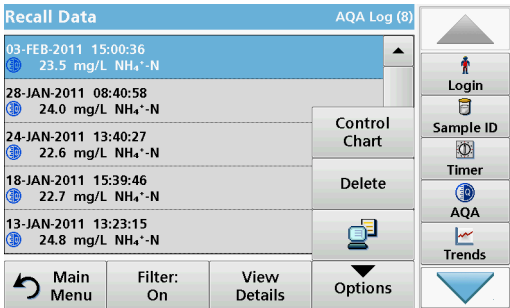 Recall Data
AQA Log (8)
03-FEB-2011 15:00:36
23.5 mg/L NH₄⁺-N
28-JAN-2011 08:40:58
24.0 mg/L NH₄⁺-N
24-JAN-2011 13:40:27
22.6 mg/L NH₄⁺-N
18-JAN-2011 15:39:46
22.7 mg/L NH₄⁺-N
13-JAN-2011 13:23:15
24.8 mg/L NH₄⁺-N
Control
Chart
Delete
Main
Menu
Filter:
On
View
Details
Options
Login
Sample ID
Timer
AQA
Trends